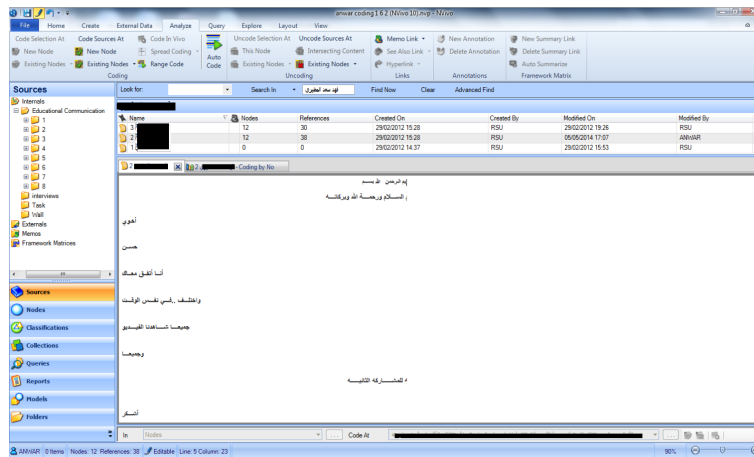 anwar coding 1 6 2 (NVivo 10).nvp - NVivo
File Home Create External Data Analyze Query Explore Layout View
Code Selection At Code Sources At Code In Vivo
New Node New Node Spread Coding
Existing Nodes Existing Nodes Range Code
Auto Code
Coding
Uncode Selection At Uncode Sources At
This Node Intersecting Content
Existing Nodes Existing Nodes
Uncoding
Memo Link
See Also Link
Hyperlink
Links
New Annotation
Delete Annotation
Annotations
New Summary Link
Delete Summary Link
Auto Summarize
Framework Matrix
Sources
Internals
Educational Communication
1
2
3
4
5
6
7
8
interviews
Task
Wall
Externals
Memos
Framework Matrices
Sources
Nodes
Classifications
Collections
Queries
Reports
Models
Folders
Look for: Search In Find Now Clear Advanced Find
Name Nodes References Created On Created By Modified On Modified By
3 12 30 29/02/2012 15:28 RSU 29/02/2012 19:26 RSU
2 12 38 29/02/2012 15:28 RSU 05/05/2014 17:07 ANWAR
1 0 0 29/02/2012 14:37 RSU 29/02/2012 15:53 RSU
2 - Coding by No
السلام ورحمة الله وبركاته
أخوي
حسن
أنا أتفق معاك
واختلف ..في نفس الوقت
جميعا شاهدنا الفيديو
وجميعا
للمشاركة الثانية
أشكر
In Nodes Code At
ANWAR 0 Items Nodes: 12 References: 38 Editable Line: 9 Column: 23 90%